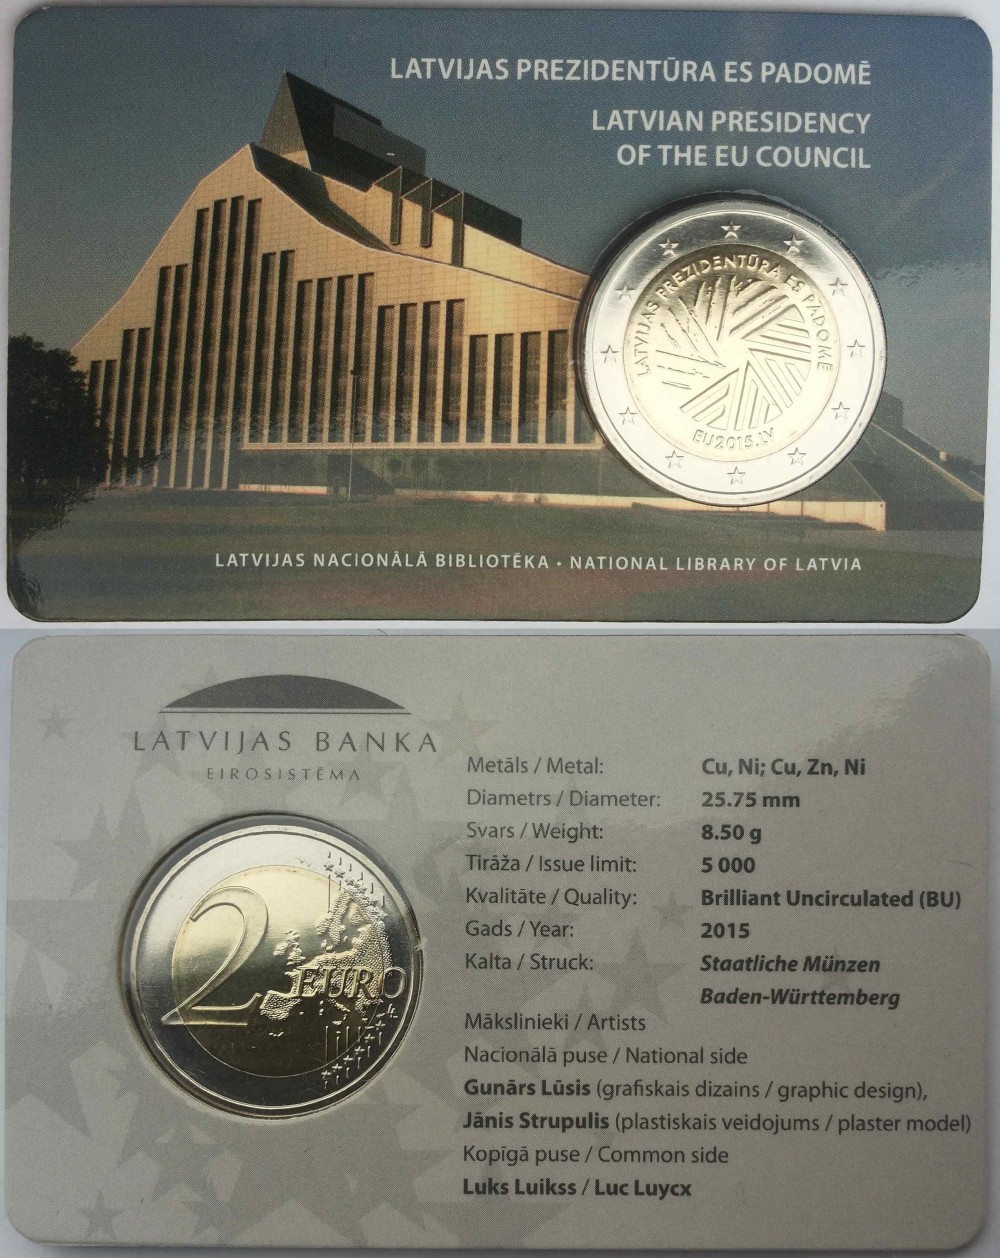 LATVIJAS PREZIDENTŪRA ES PADOMĒ
LATVIAN PRESIDENCY
OF THE EU COUNCIL
LATVIJAS PREZIDENTŪRA ES PADOMĒ
EU2015.LV
LATVIJAS NACIONĀLĀ BIBLIOTĒKA • NATIONAL LIBRARY OF LATVIA
LATVIJAS BANKA
EIROSISTĒMA
2 EURO
LL
Metāls / Metal: Cu, Ni; Cu, Zn, Ni
Diametrs / Diameter: 25.75 mm
Svars / Weight: 8.50 g
Tirāža / Issue limit: 5 000
Kvalitāte / Quality: Brilliant Uncirculated (BU)
Gads / Year: 2015
Kalta / Struck: Staatliche Münzen
Baden-Württemberg
Mākslinieki / Artists
Nacionālā puse / National side
Gunārs Lūsis (grafiskais dizains / graphic design),
Jānis Strupulis (plastiskais veidojums / plaster model)
Kopīgā puse / Common side
Luks Luikss / Luc Luycx